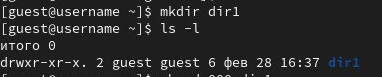 [guest@username ~]$ mkdir dir1
[guest@username ~]$ ls -l
итого 0
drwxr-xr-x. 2 guest guest 6 фев 28 16:37 dir1